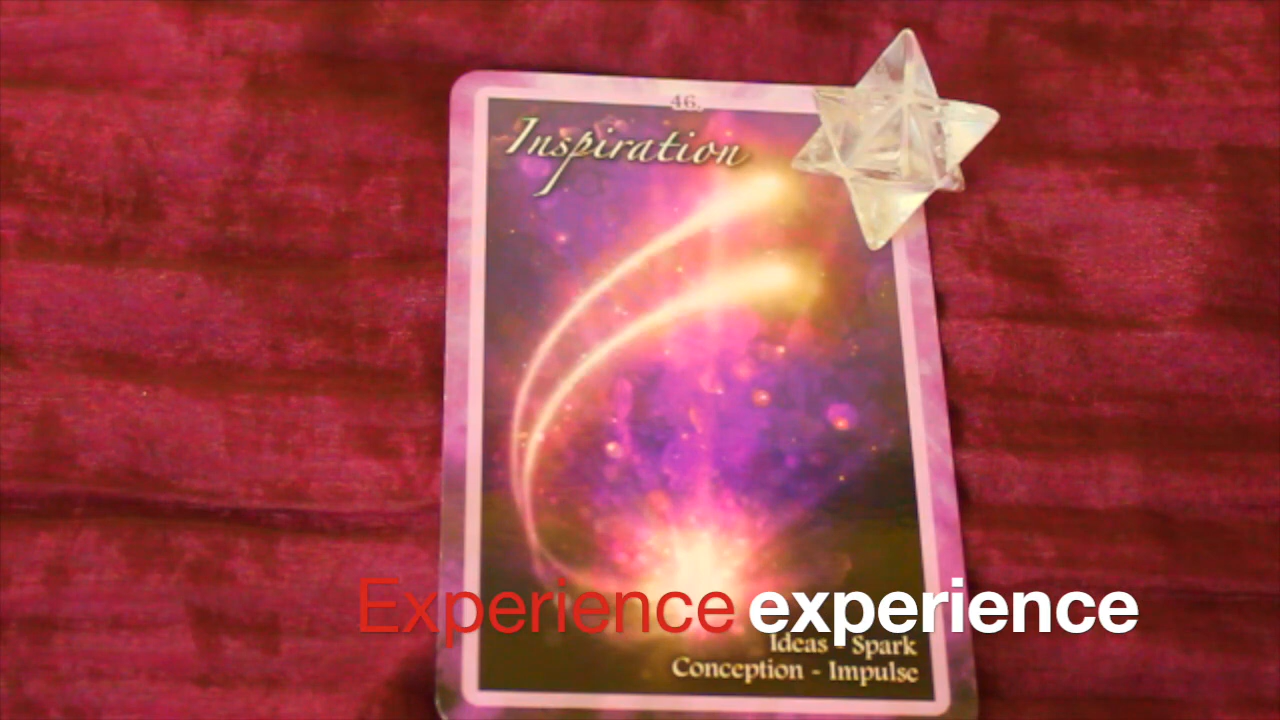 46.
Inspiration
Experience experience
Ideas - Spark
Conception - Impulse